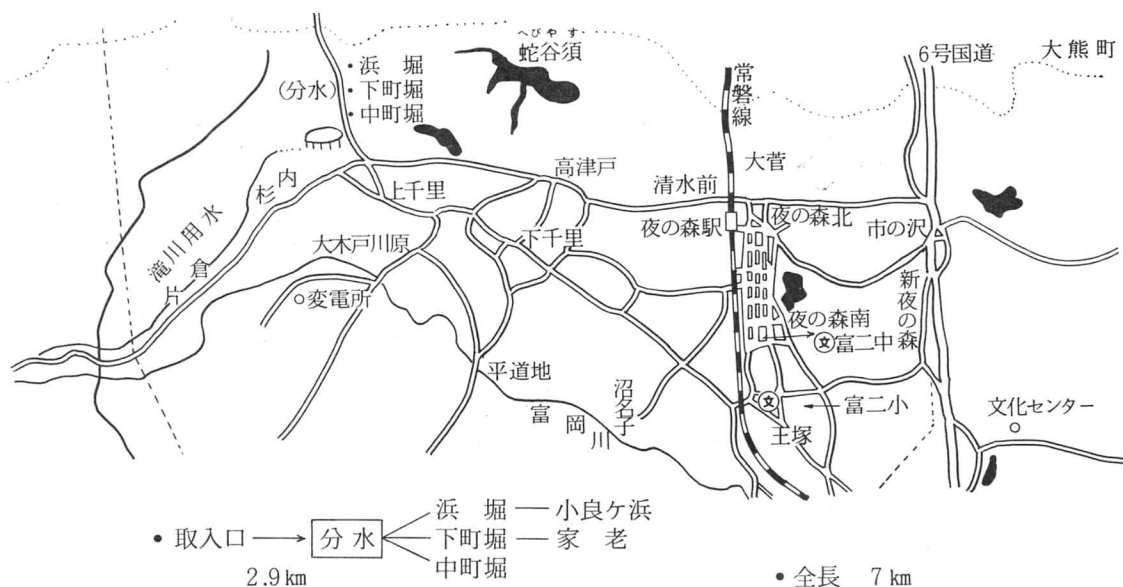 へびやす
蛇谷須
6号国道
大熊町
・浜堀
(分水)・下町堀
・中町堀
常磐線
大菅
高津戸
清水前
杉内
上千里
夜の森北
夜の森駅
市の沢
滝川用水
大木戸川原
下千里
片倉
変電所
新夜の森
夜の森南
文富二中
平道地
沼名子
富岡川
文
富二小
文化センター
王塚
浜堀―小良ケ浜
・取入口→分水 下町堀―家老
中町堀
2.9km
・全長 7km